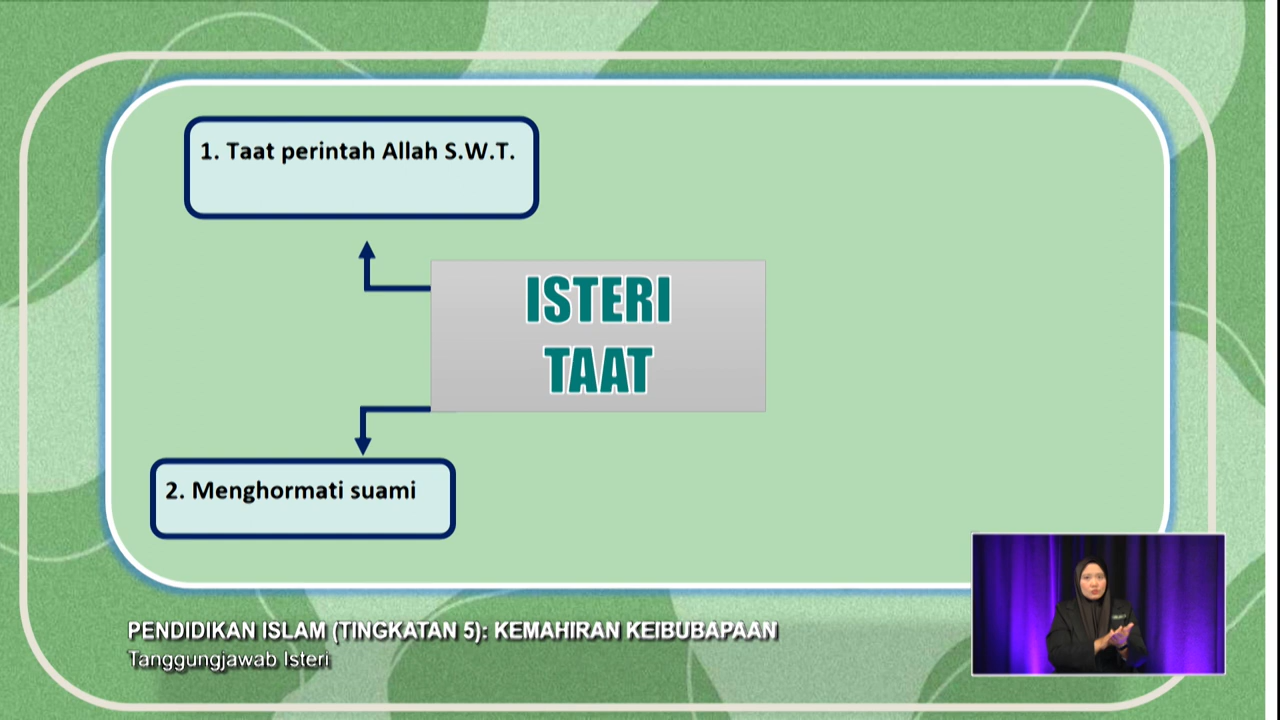 1. Taat perintah Allah S.W.T.
ISTERI
TAAT
2. Menghormati suami
PENDIDIKAN ISLAM (TINGKATAN 5): KEMAHIRAN KEIBUBAPAAN
Tanggungjawab Isteri